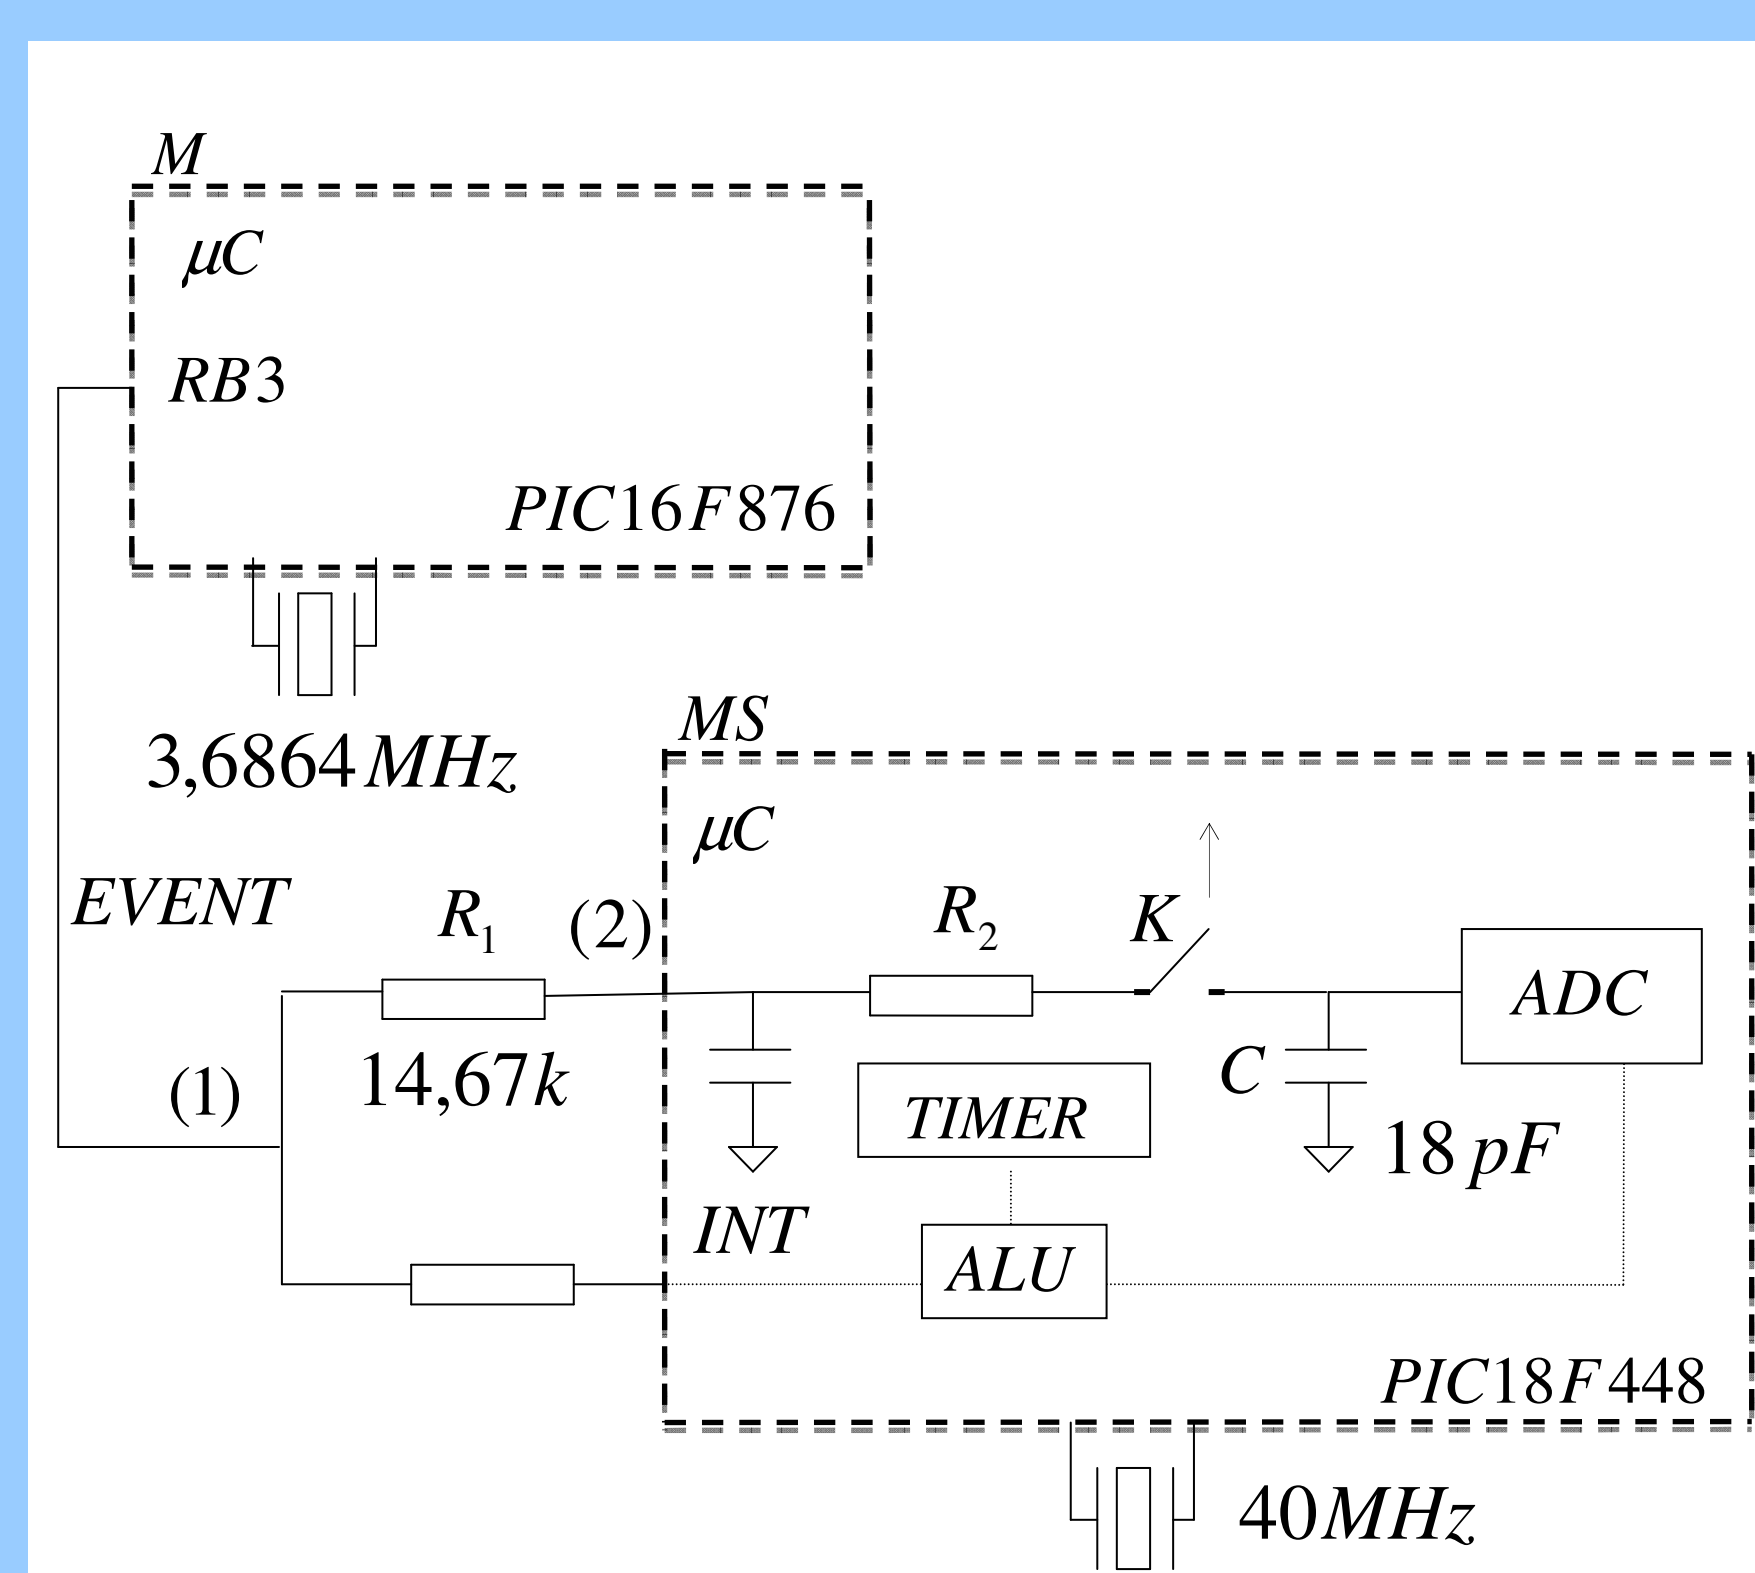 M
μC
RB3
PIC16F876
3,6864MHz
MS
μC
EVENT
R1
(2)
R2
K
ADC
(1)
14,67k
TIMER
C
18pF
INT
ALU
PIC18F448
40MHz